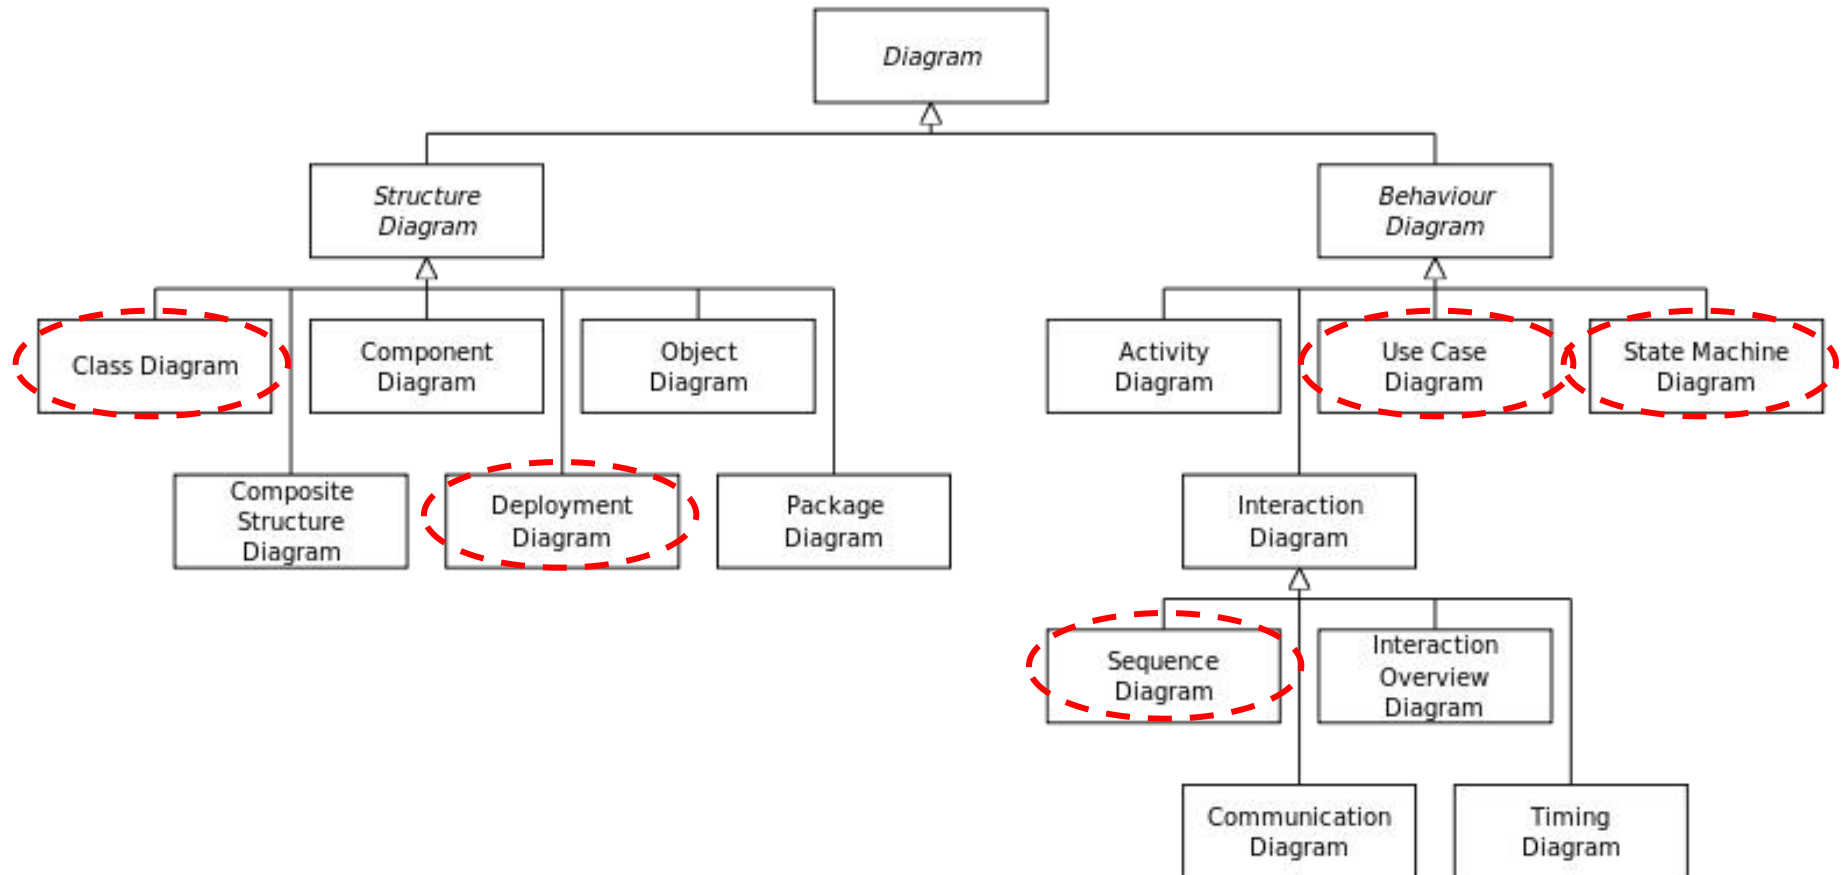 Diagram
Structure
Diagram
Behaviour
Diagram
Class Diagram
Component
Diagram
Object
Diagram
Activity
Diagram
Use Case
Diagram
State Machine
Diagram
Composite
Structure
Diagram
Deployment
Diagram
Package
Diagram
Interaction
Diagram
Sequence
Diagram
Interaction
Overview
Diagram
Communication
Diagram
Timing
Diagram